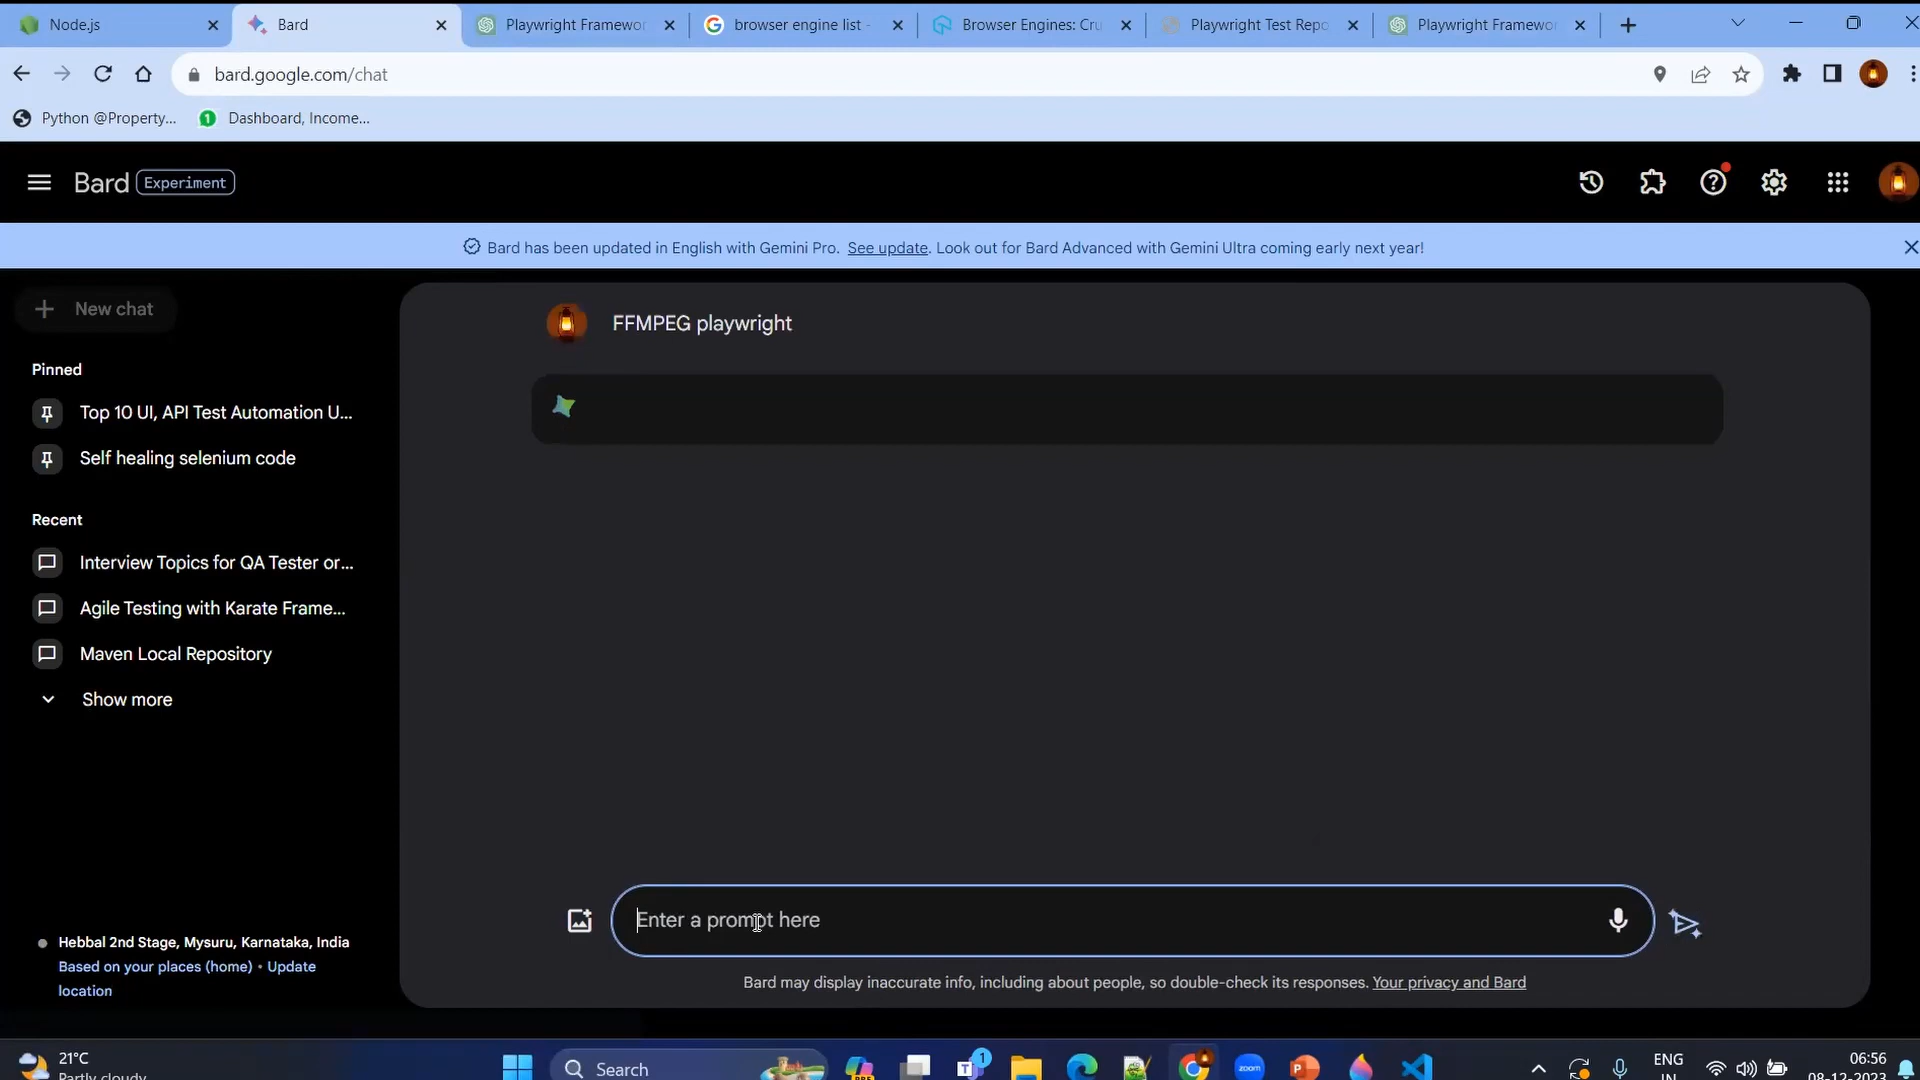 Node.js
Bard
Playwright Framewor
browser engine list -
Browser Engines: Cru
Playwright Test Repo
Playwright Framewor
bard.google.com/chat
Python @Property...
Dashboard, Income...
Bard Experiment
Bard has been updated in English with Gemini Pro. See update. Look out for Bard Advanced with Gemini Ultra coming early next year!
New chat
FFMPEG playwright
Pinned
Top 10 UI, API Test Automation U...
Self healing selenium code
Recent
Interview Topics for QA Tester or...
Agile Testing with Karate Frame...
Maven Local Repository
Show more
Enter a prompt here
Hebbal 2nd Stage, Mysuru, Karnataka, India
Based on your places (home) • Update
location
Bard may display inaccurate info, including about people, so double-check its responses. Your privacy and Bard
21°C
Partly cloudy
Search
1
zoom
ENG
IN
06:56
08-12-2023